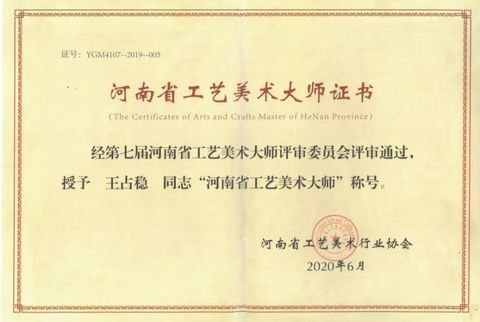 证号：YGM4107--2019--005
河南省工艺美术大师证书
(The Certificates of Arts and Crafts Master of HeNan Province)
经第七届河南省工艺美术大师评审委员会评审通过，
授予 王占稳 同志“河南省工艺美术大师”称号。
河南省工艺美术行业协会
2020年6月